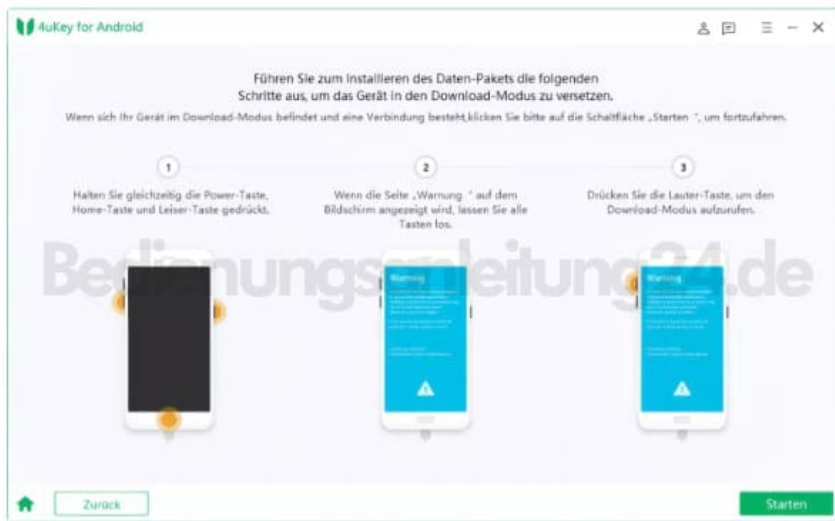 4uKey for Android
Führen Sie zum Installieren des Daten-Pakets die folgenden
Schritte aus, um das Gerät in den Download-Modus zu versetzen.
Wenn sich Ihr Gerät im Download-Modus befindet und eine Verbindung besteht,klicken Sie bitte auf die Schaltfläche „Starten “, um fortzufahren.
1
2
3
Halten Sie gleichzeitig die Power-Taste,
Home-Taste und Leiser-Taste gedrückt.
Wenn die Seite „Warnung “ auf dem
Bildschirm angezeigt wird, lassen Sie alle
Tasten los.
Drücken Sie die Lauter-Taste, um den
Download-Modus aufzurufen.
Bedienungsanleitung24.de
Warning
Warning
Zurück
Starten